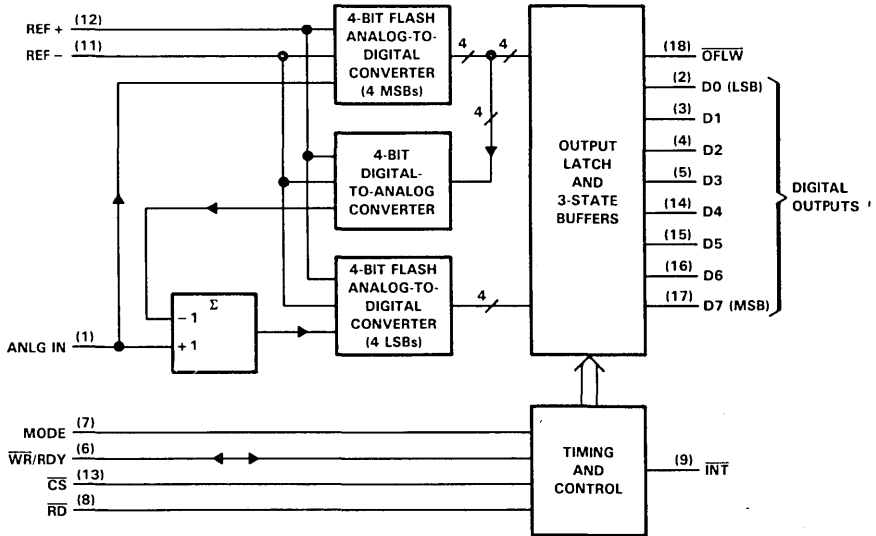 REF + (12)
REF − (11)
4-BIT FLASH
ANALOG-TO-
DIGITAL
CONVERTER
(4 MSBs)
4
4
4
4-BIT
DIGITAL-
TO-ANALOG
CONVERTER
4-BIT FLASH
ANALOG-TO-
DIGITAL
CONVERTER
(4 LSBs)
4
Σ
− 1
+ 1
ANLG IN (1)
OUTPUT
LATCH
AND
3-STATE
BUFFERS
(18) OFLW
(2) D0 (LSB)
(3) D1
(4) D2
(5) D3
(14) D4
(15) D5
(16) D6
(17) D7 (MSB)
DIGITAL
OUTPUTS
MODE (7)
WR/RDY (6)
CS (13)
RD (8)
TIMING
AND
CONTROL
(9) INT